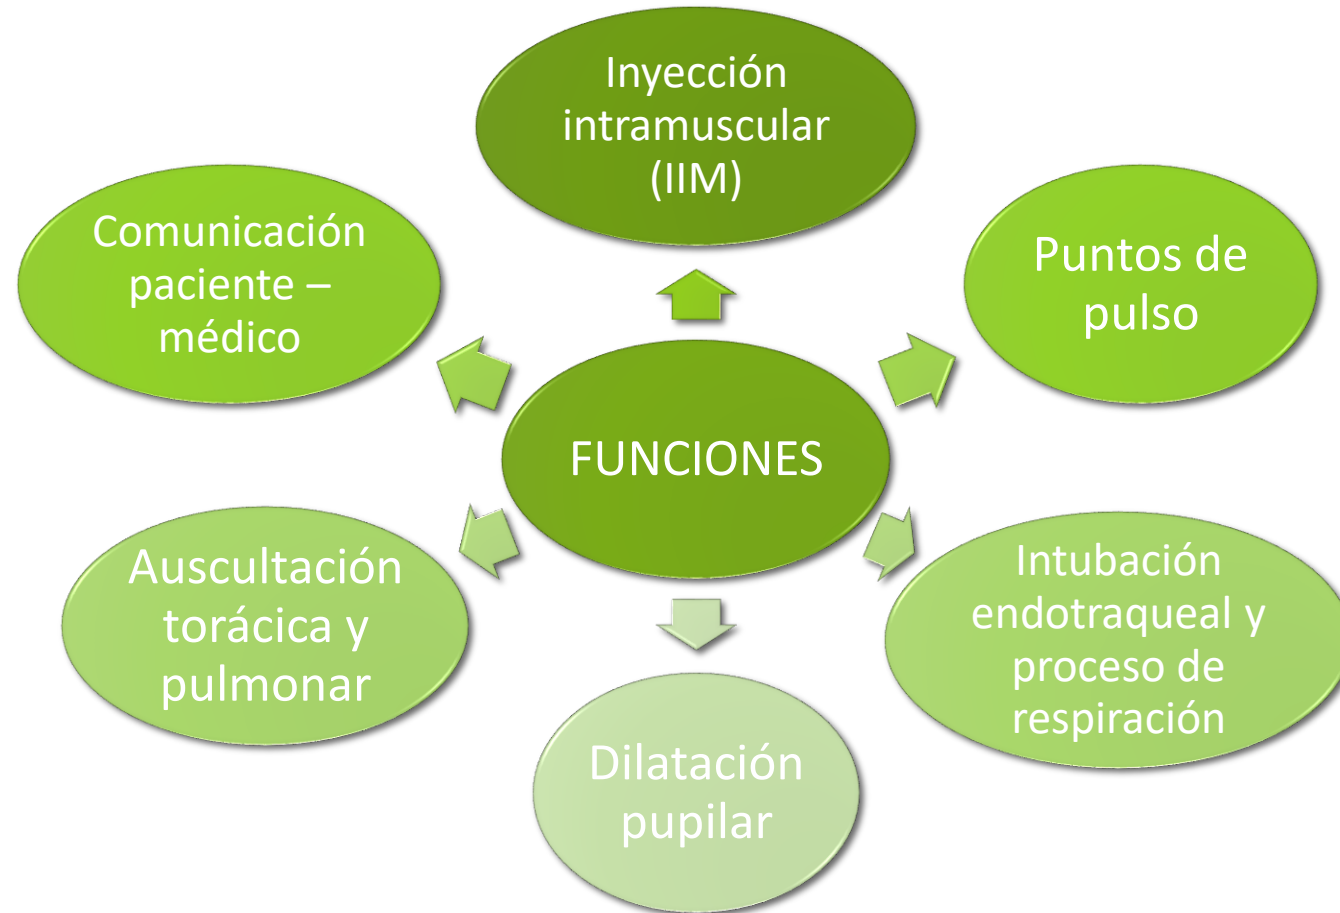 Inyección
intramuscular
(IIM)
Comunicación
paciente –
médico
Puntos de
pulso
FUNCIONES
Auscultación
torácica y
pulmonar
Intubación
endotraqueal y
proceso de
respiración
Dilatación
pupilar